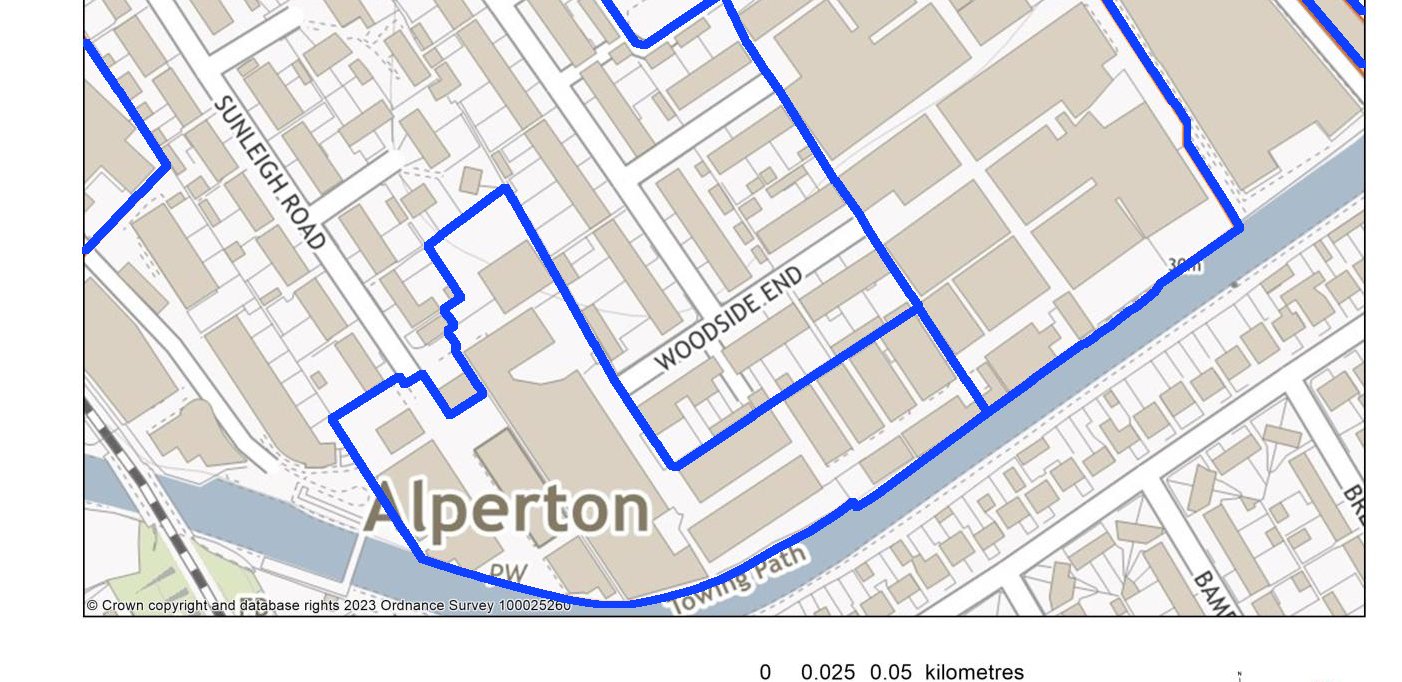 SUNLEIGH ROAD
WOODSIDE END
30m
Alperton
PW
Towing Path
© Crown copyright and database rights 2023 Ordnance Survey 100025260
0 0.025 0.05 kilometres
N